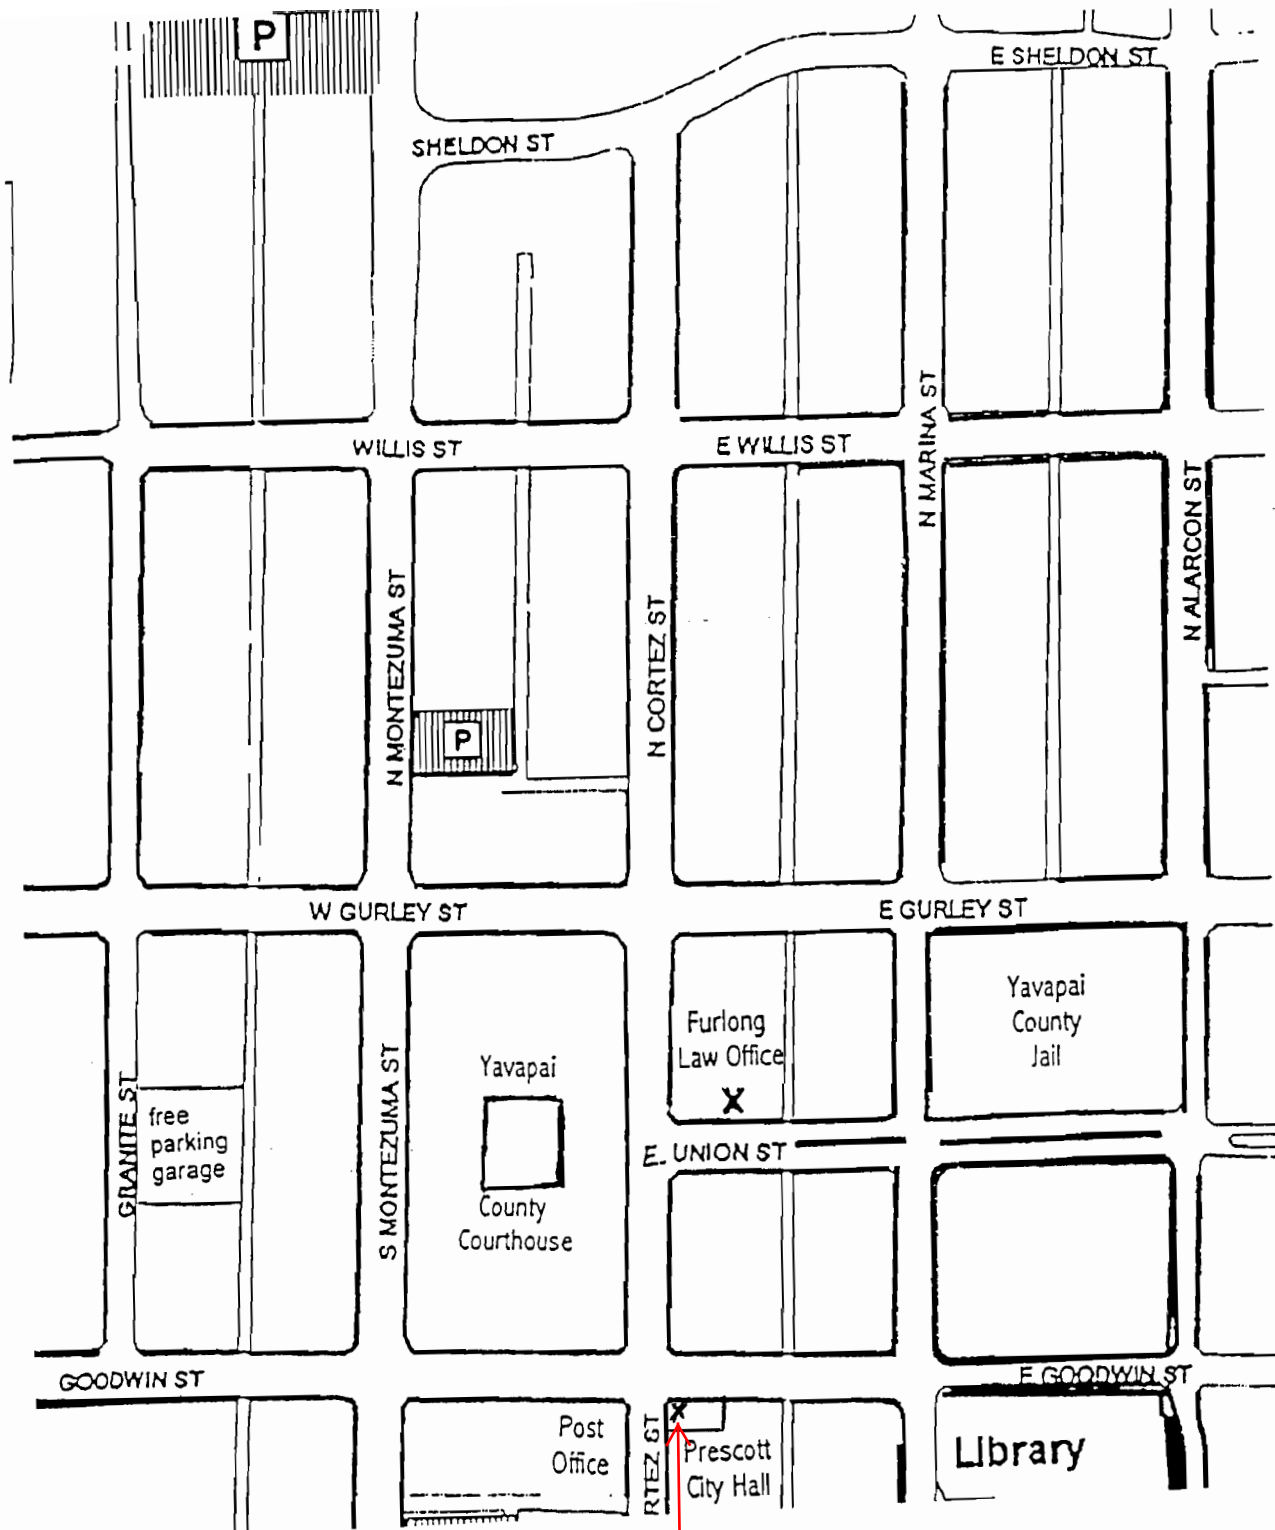 P
E SHELDON ST
SHELDON ST
WILLIS ST
E WILLIS ST
N MARINA ST
N ALARCON ST
N MONTEZUMA ST
N CORTEZ ST
P
W GURLEY ST
E GURLEY ST
Furlong
Law Office
X
Yavapai
County
Jail
Yavapai
County
Courthouse
GRANITE ST
free
parking
garage
S MONTEZUMA ST
E. UNION ST
GOODWIN ST
E GOODWIN ST
Post
Office
RTEZ ST
X
Prescott
City Hall
Library